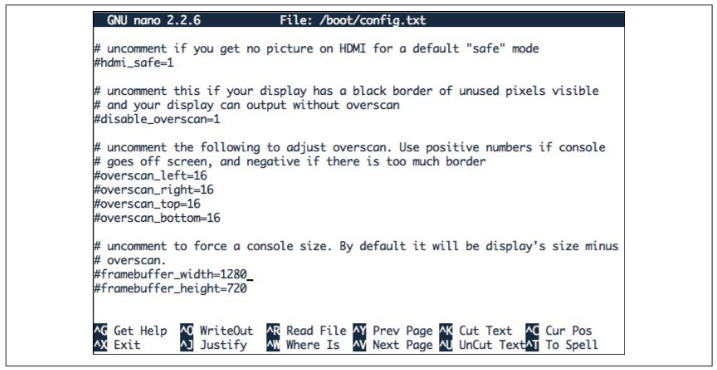 GNU nano 2.2.6 File: /boot/config.txt
# uncomment if you get no picture on HDMI for a default "safe" mode
#hdmi_safe=1
# uncomment this if your display has a black border of unused pixels visible
# and your display can output without overscan
#disable_overscan=1
# uncomment the following to adjust overscan. Use positive numbers if console
# goes off screen, and negative if there is too much border
#overscan_left=16
#overscan_right=16
#overscan_top=16
#overscan_bottom=16
# uncomment to force a console size. By default it will be display's size minus
# overscan.
#framebuffer_width=1280_
#framebuffer_height=720
^G Get Help ^O WriteOut ^R Read File ^Y Prev Page ^K Cut Text ^C Cur Pos
^X Exit ^J Justify ^W Where Is ^V Next Page ^U UnCut Text ^T To Spell